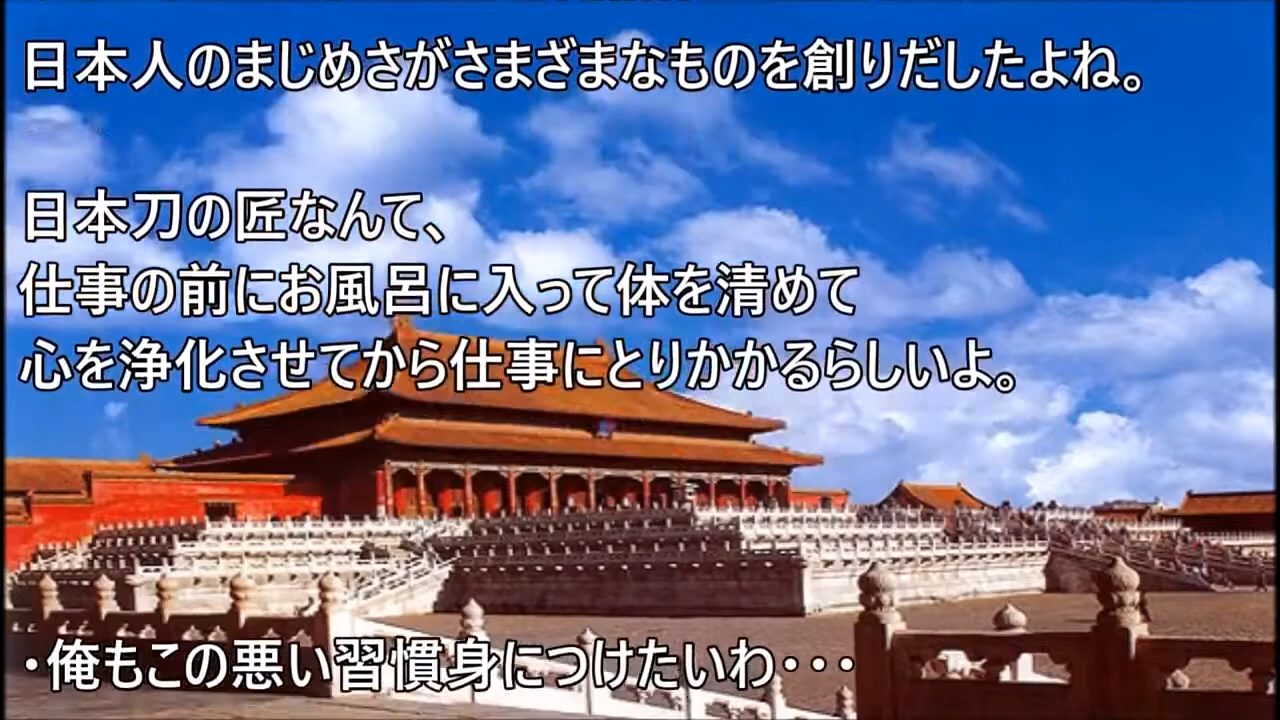 日本人のまじめさがさまざまなものを創りだしたよね。
日本刀の匠なんて、
仕事の前にお風呂に入って体を清めて
心を浄化させてから仕事にとりかかるらしいよ。
・俺もこの悪い習慣身につけたいわ・・・